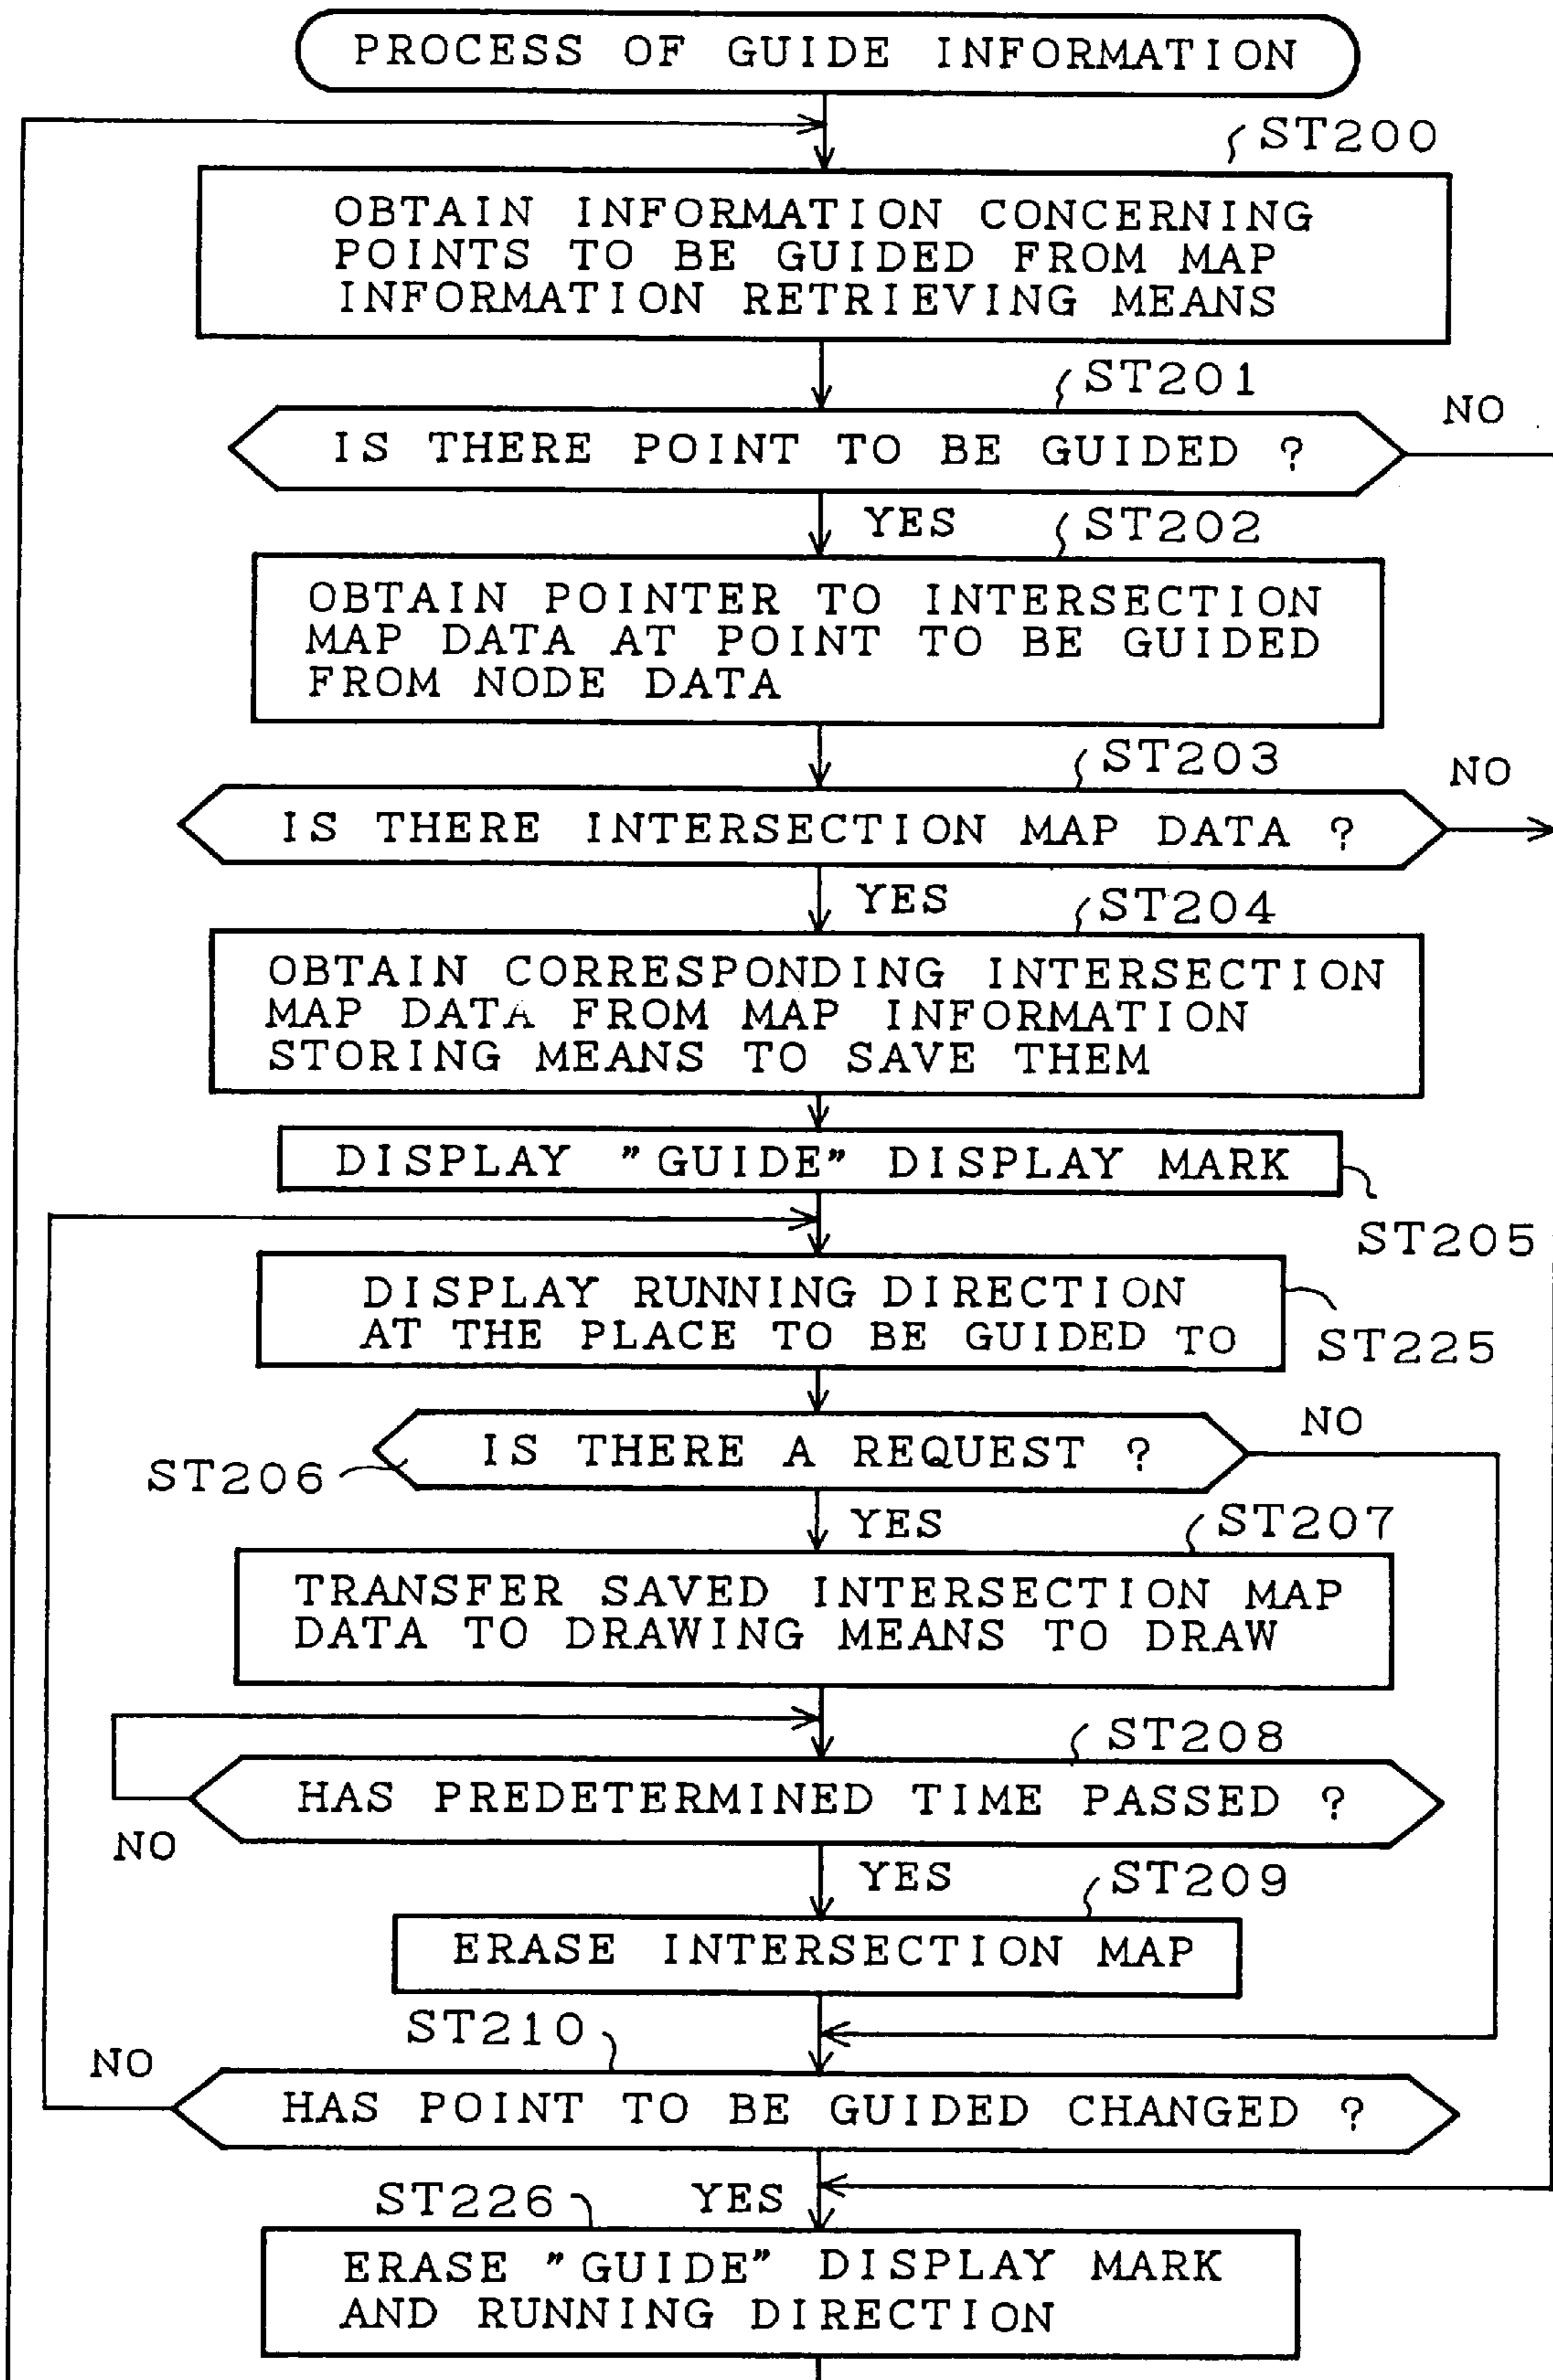 PROCESS OF GUIDE INFORMATION
ST200
OBTAIN INFORMATION CONCERNING
POINTS TO BE GUIDED FROM MAP
INFORMATION RETRIEVING MEANS
ST201
NO
IS THERE POINT TO BE GUIDED ?
YES
ST202
OBTAIN POINTER TO INTERSECTION
MAP DATA AT POINT TO BE GUIDED
FROM NODE DATA
ST203
NO
IS THERE INTERSECTION MAP DATA ?
YES
ST204
OBTAIN CORRESPONDING INTERSECTION
MAP DATA FROM MAP INFORMATION
STORING MEANS TO SAVE THEM
DISPLAY "GUIDE" DISPLAY MARK
ST205
DISPLAY RUNNING DIRECTION
AT THE PLACE TO BE GUIDED TO
ST225
NO
IS THERE A REQUEST ?
ST206
YES
ST207
TRANSFER SAVED INTERSECTION MAP
DATA TO DRAWING MEANS TO DRAW
ST208
HAS PREDETERMINED TIME PASSED ?
NO
YES
ST209
ERASE INTERSECTION MAP
ST210
NO
HAS POINT TO BE GUIDED CHANGED ?
ST226
YES
ERASE "GUIDE" DISPLAY MARK
AND RUNNING DIRECTION